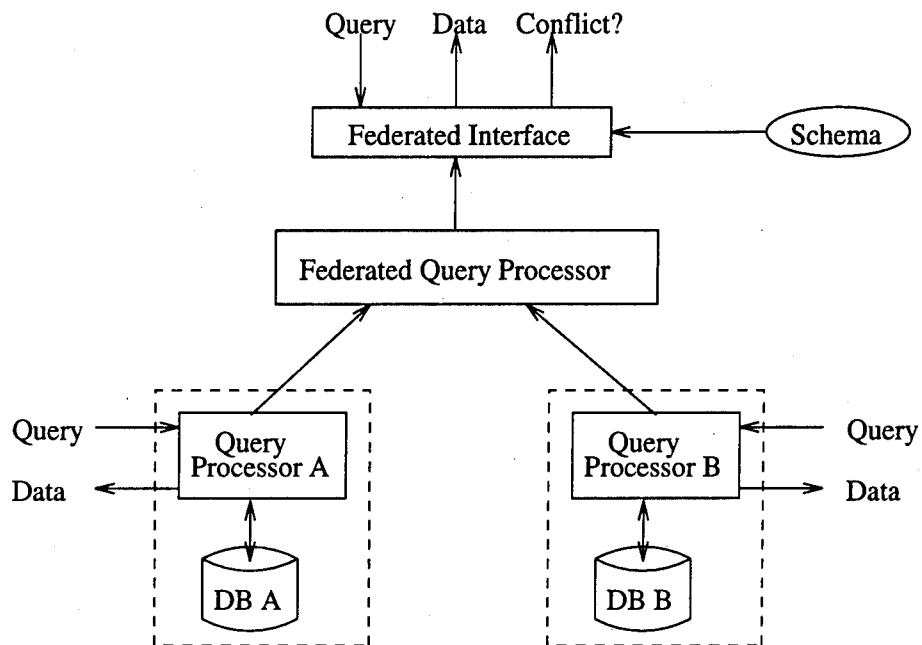 Query
Data
Conflict?
Federated Interface
Schema
Federated Query Processor
Query
Data
Query
Processor A
DB A
Query
Processor B
DB B
Query
Data